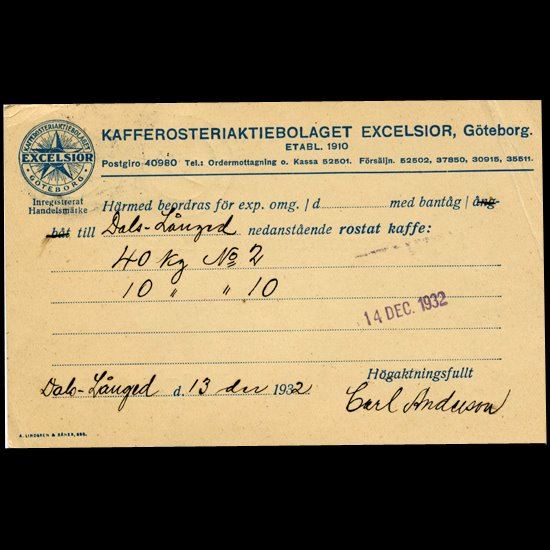 KAFFEROSTERIAKTIEBOLAGET
EXCELSIOR
GÖTEBORG
Inregistrerat
Handelsmärke
KAFFEROSTERIAKTIEBOLAGET EXCELSIOR, Göteborg.
ETABL. 1910
Postgiro 40980 Tel.: Ordermottagning o. Kassa 52501. Försäljn. 52502, 37850, 30915, 35511.
Härmed beordras för exp. omg. / d med bantåg / ång-
båt till Dals-Långed nedanstående rostat kaffe:
40 kg No 2
10 " " 10
14 DEC. 1932
Högaktningsfullt
Dals-Långed d. 13 dec 1932
Carl Anderson
A. LINDGREN & SÖNER, GBG.